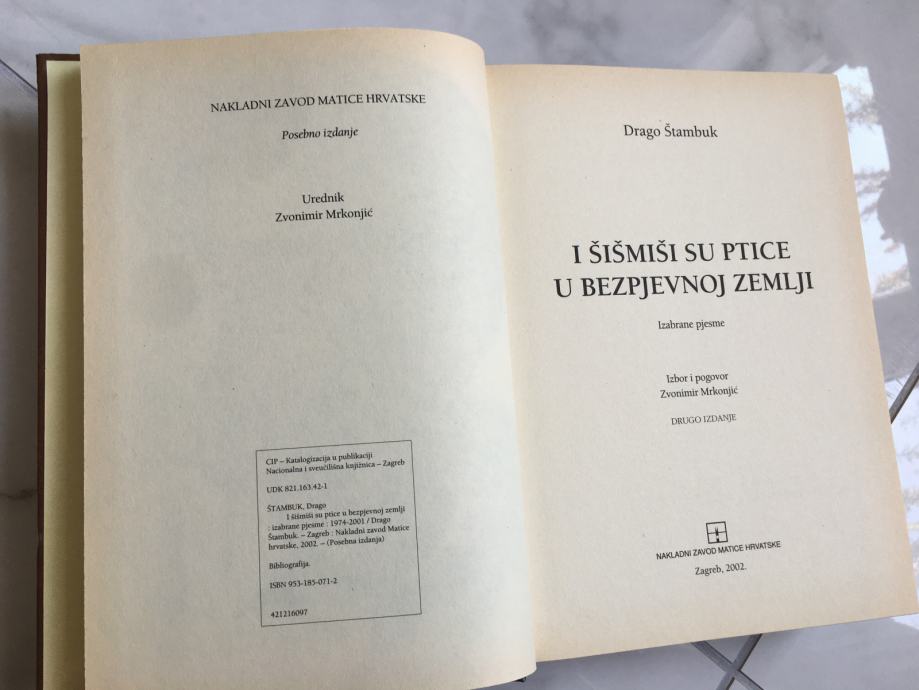 NAKLADNI ZAVOD MATICE HRVATSKE
Posebno izdanje
Urednik
Zvonimir Mrkonjić
CIP – Katalogizacija u publikaciji
Nacionalna i sveučilišna knjižnica – Zagreb
UDK 821.163.42-1
ŠTAMBUK, Drago
I šišmiši su ptice u bezpjevnoj zemlji
: izabrane pjesme : 1974-2001 / Drago
Štambuk. – Zagreb : Nakladni zavod Matice
hrvatske, 2002. – (Posebna izdanja)
Bibliografija.
ISBN 953-185-071-2
421216097
Drago Štambuk
I ŠIŠMIŠI SU PTICE
U BEZPJEVNOJ ZEMLJI
Izabrane pjesme
Izbor i pogovor
Zvonimir Mrkonjić
DRUGO IZDANJE
NAKLADNI ZAVOD MATICE HRVATSKE
Zagreb, 2002.